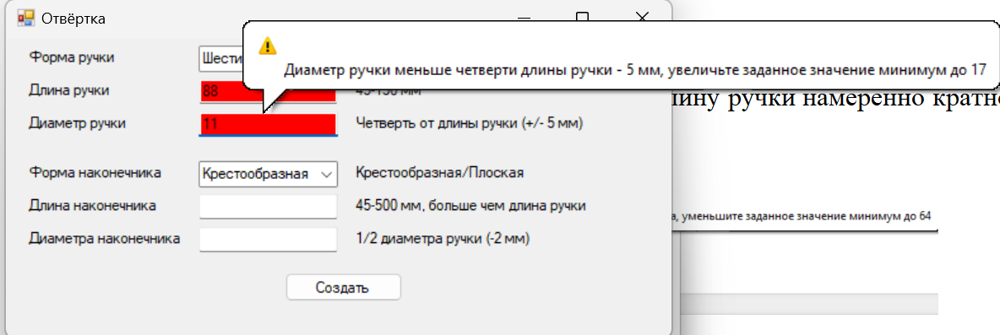 Отвёртка
Форма ручки
Шести
Диаметр ручки меньше четверти длины ручки - 5 мм, увеличьте заданное значение минимум до 17
Длина ручки
88
45-150 мм
ручки намеренно
Диаметр ручки
11
Четверть от длины ручки (+/- 5 мм)
Форма наконечника
Крестообразная
Крестообразная/Плоская
Длина наконечника
45-500 мм, больше чем длина ручки
а, уменьшите заданное значение минимум до 64
Диаметра наконечника
1/2 диаметра ручки (-2 мм)
Создать